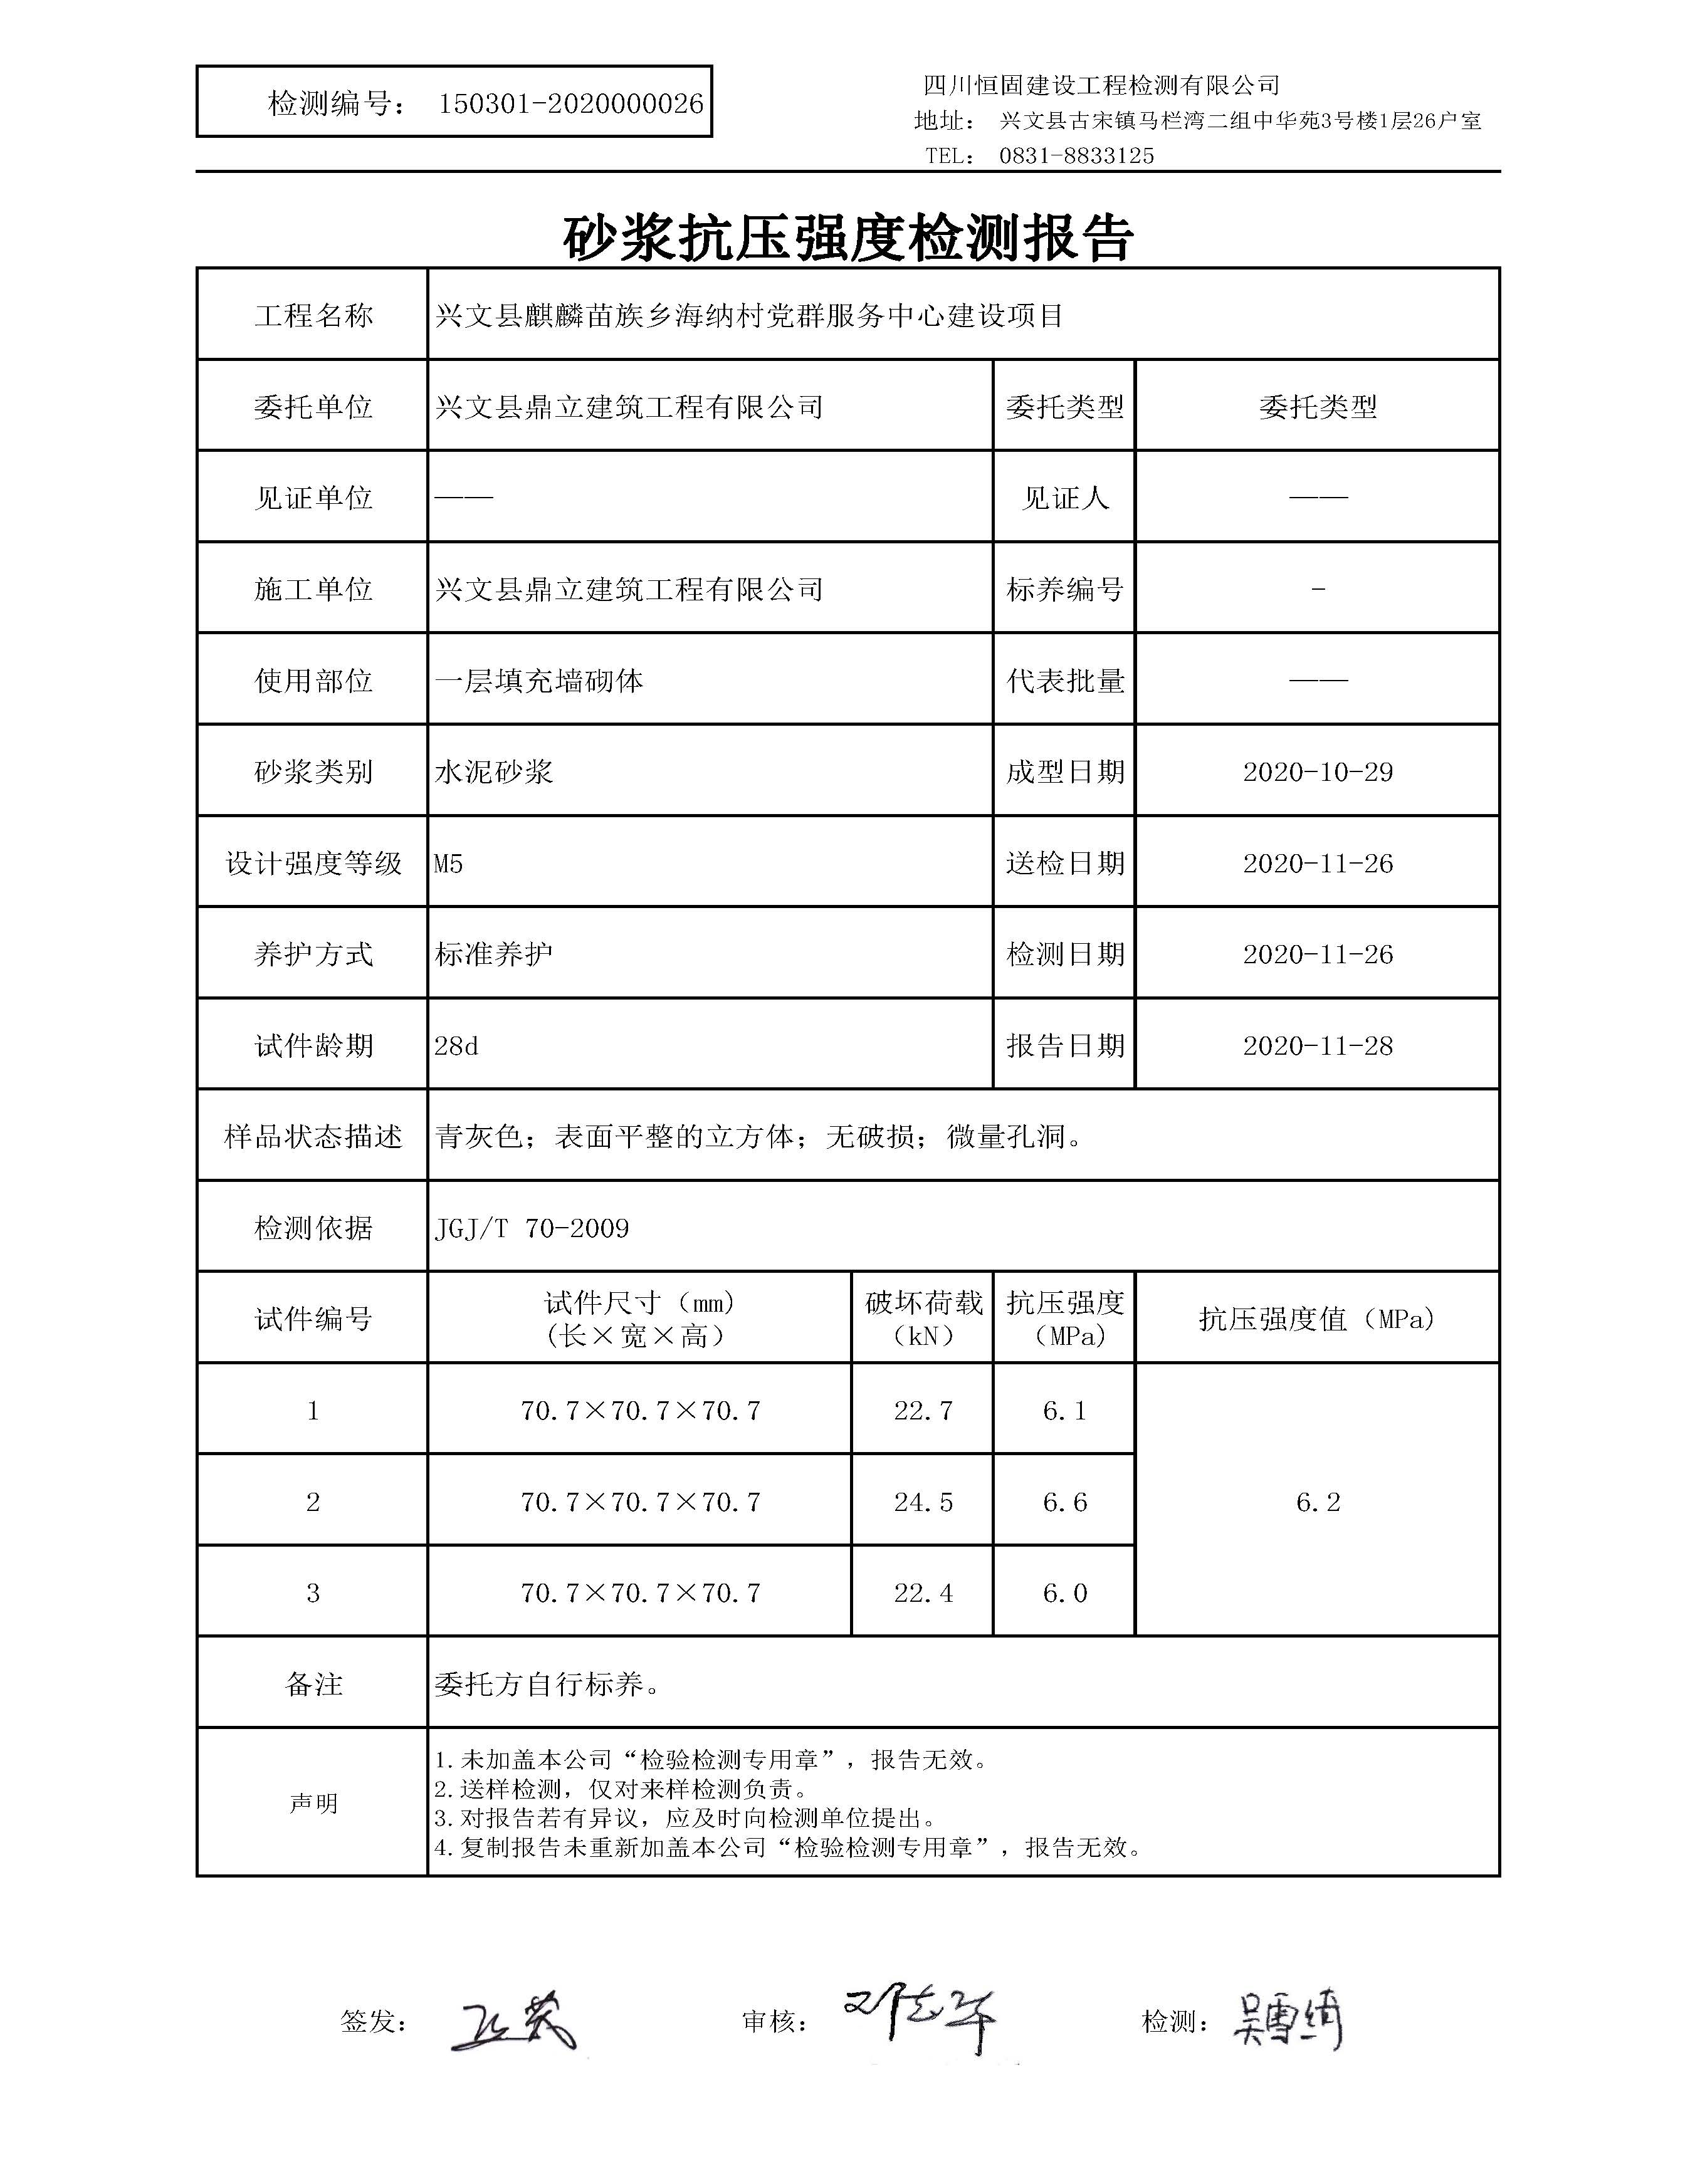 检测编号： 150301-2020000026
四川恒固建设工程检测有限公司
地址： 兴文县古宋镇马栏湾二组中华苑3号楼1层26户室
TEL： 0831-8833125
砂浆抗压强度检测报告
工程名称 兴文县麒麟苗族乡海纳村党群服务中心建设项目
委托单位 兴文县鼎立建筑工程有限公司 委托类型 委托类型
见证单位 —— 见证人 ——
施工单位 兴文县鼎立建筑工程有限公司 标养编号 -
使用部位 一层填充墙砌体 代表批量 ——
砂浆类别 水泥砂浆 成型日期 2020-10-29
设计强度等级 M5 送检日期 2020-11-26
养护方式 标准养护 检测日期 2020-11-26
试件龄期 28d 报告日期 2020-11-28
样品状态描述 青灰色；表面平整的立方体；无破损；微量孔洞。
检测依据 JGJ/T 70-2009
试件编号 试件尺寸（mm） 破坏荷载 抗压强度 抗压强度值（MPa）
(长×宽×高） （kN） （MPa）
1 70.7×70.7×70.7 22.7 6.1
2 70.7×70.7×70.7 24.5 6.6 6.2
3 70.7×70.7×70.7 22.4 6.0
备注 委托方自行标养。
声明
1.未加盖本公司“检验检测专用章”，报告无效。
2.送样检测，仅对来样检测负责。
3.对报告若有异议，应及时向检测单位提出。
4.复制报告未重新加盖本公司“检验检测专用章”，报告无效。
签发： 审核： 检测：吴雪绮